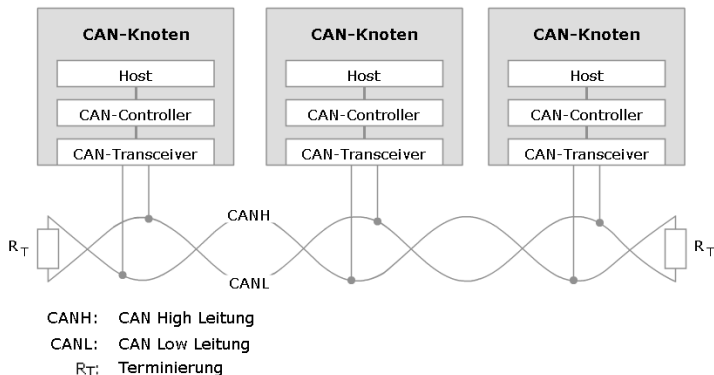 CAN-Knoten
Host
CAN-Controller
CAN-Transceiver
CAN-Knoten
Host
CAN-Controller
CAN-Transceiver
CAN-Knoten
Host
CAN-Controller
CAN-Transceiver
CANH
RT
RT
CANL
CANH: CAN High Leitung
CANL: CAN Low Leitung
RT: Terminierung